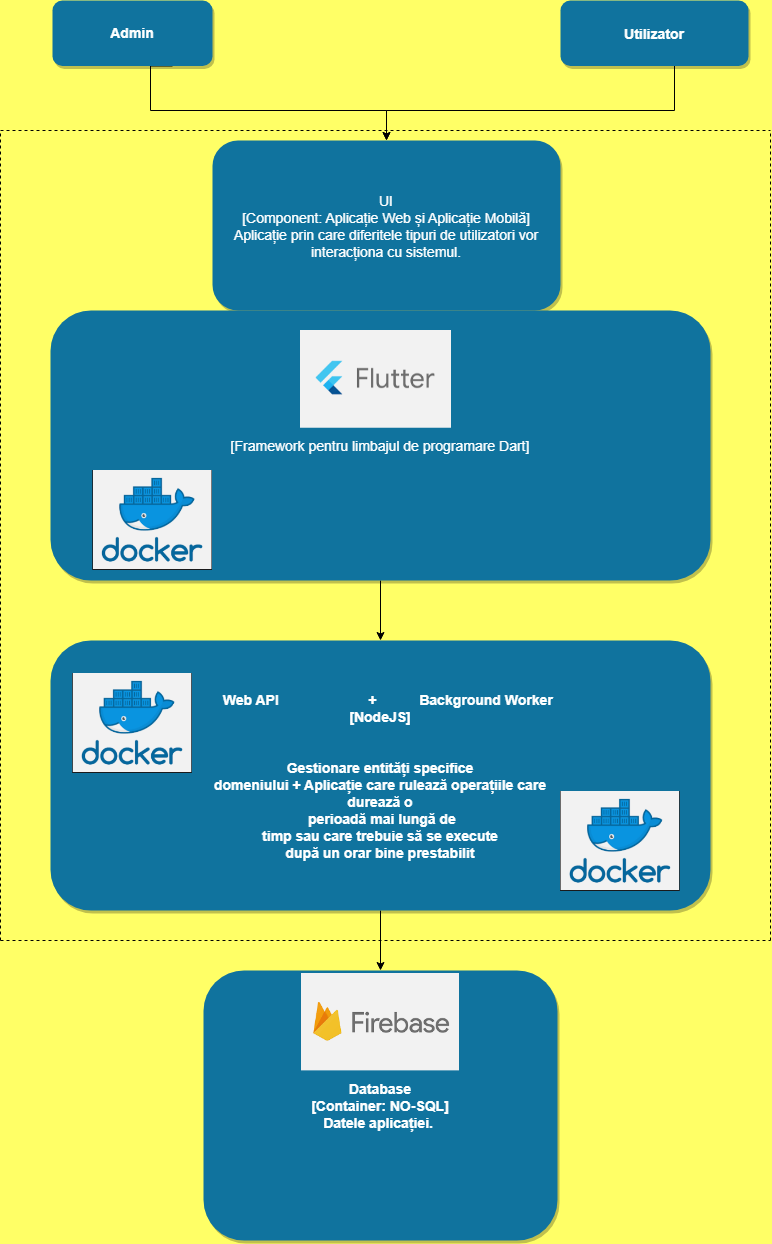 Admin
Utilizator
UI
[Component: Aplicație Web și Aplicație Mobilă]
Aplicație prin care diferitele tipuri de utilizatori vor
interacționa cu sistemul.
Flutter
[Framework pentru limbajul de programare Dart]
docker
docker
Web API + Background Worker
[NodeJS]
Gestionare entități specifice
domeniului + Aplicație care rulează operațiile care
durează o
perioadă mai lungă de
timp sau care trebuie să se execute
după un orar bine prestabilit
docker
Firebase
Database
[Container: NO-SQL]
Datele aplicației.